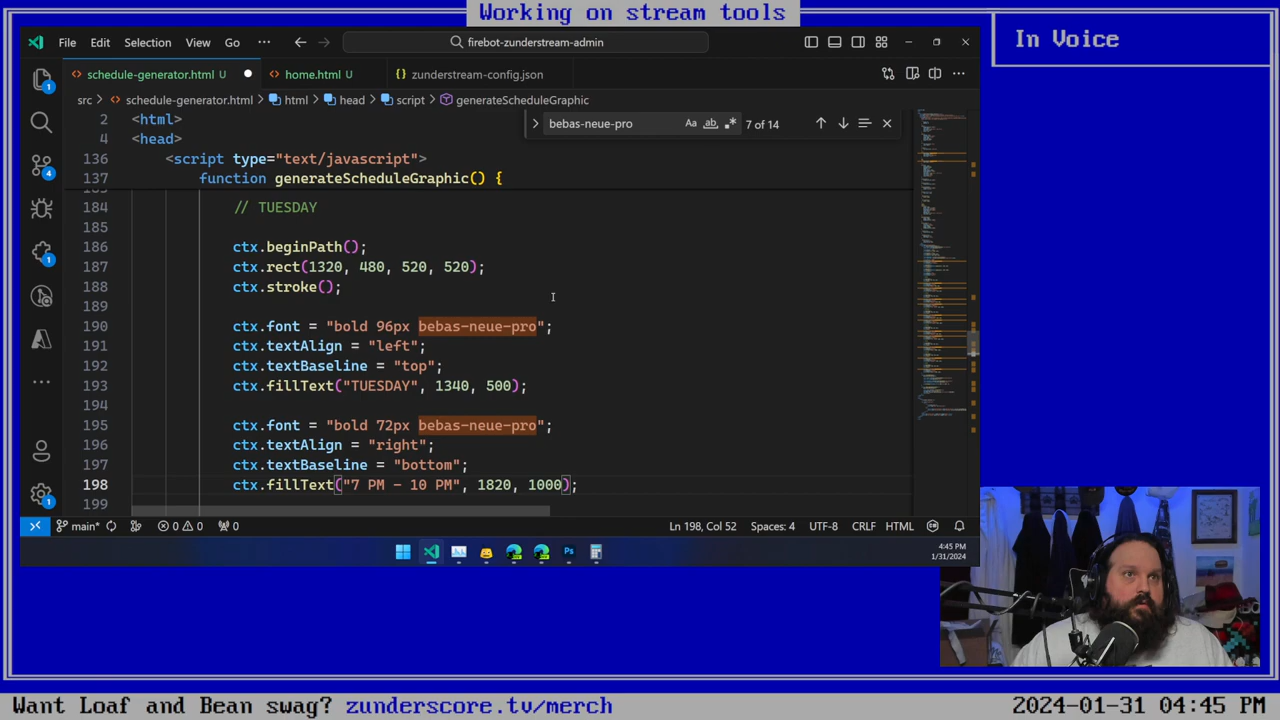 Working on stream tools
In Voice
File Edit Selection View Go ···
firebot-zunderstream-admin
schedule-generator.html U
home.html U
zunderstream-config.json
src > schedule-generator.html > html > head > script > generateScheduleGraphic
bebas-neue-pro
Aa ab .* 7 of 14
2 <html>
4 <head>
136 <script type="text/javascript">
137 function generateScheduleGraphic() {
184 // TUESDAY
185
186 ctx.beginPath();
187 ctx.rect(1320, 480, 520, 520);
188 ctx.stroke();
189
190 ctx.font = "bold 96px bebas-neue-pro";
191 ctx.textAlign = "left";
192 ctx.textBaseline = "top";
193 ctx.fillText("TUESDAY", 1340, 500);
194
195 ctx.font = "bold 72px bebas-neue-pro";
196 ctx.textAlign = "right";
197 ctx.textBaseline = "bottom";
198 ctx.fillText("7 PM - 10 PM", 1820, 1000);
199
main* 0 0 0 Ln 198, Col 52 Spaces: 4 UTF-8 CRLF HTML
4:45 PM
1/31/2024
Want Loaf and Bean swag? zunderscore.tv/merch
2024-01-31 04:45 PM